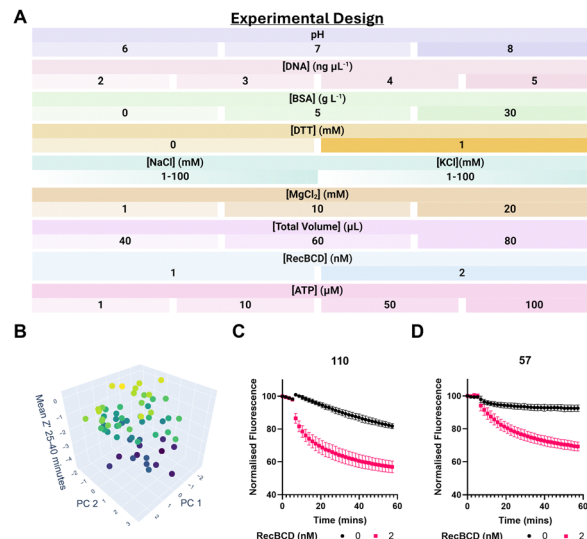 A
Experimental Design
pH
6 7 8
[DNA] (ng µL⁻¹)
2 3 4 5
[BSA] (g L⁻¹)
0 5 30
[DTT] (mM)
0 1
[NaCl] (mM) [KCl](mM)
1-100 1-100
[MgCl₂] (mM)
1 10 20
[Total Volume] (µL)
40 60 80
[RecBCD] (nM)
1 2
[ATP] (µM)
1 10 50 100
B
Mean Z' 25-40 minutes
PC 2
PC 1
C
110
Normalised Fluorescence
100
80
60
40
0 20 40 60
Time (mins)
RecBCD (nM) 0 2
D
57
Normalised Fluorescence
100
80
60
40
0 20 40 60
Time (mins)
RecBCD (nM) 0 2